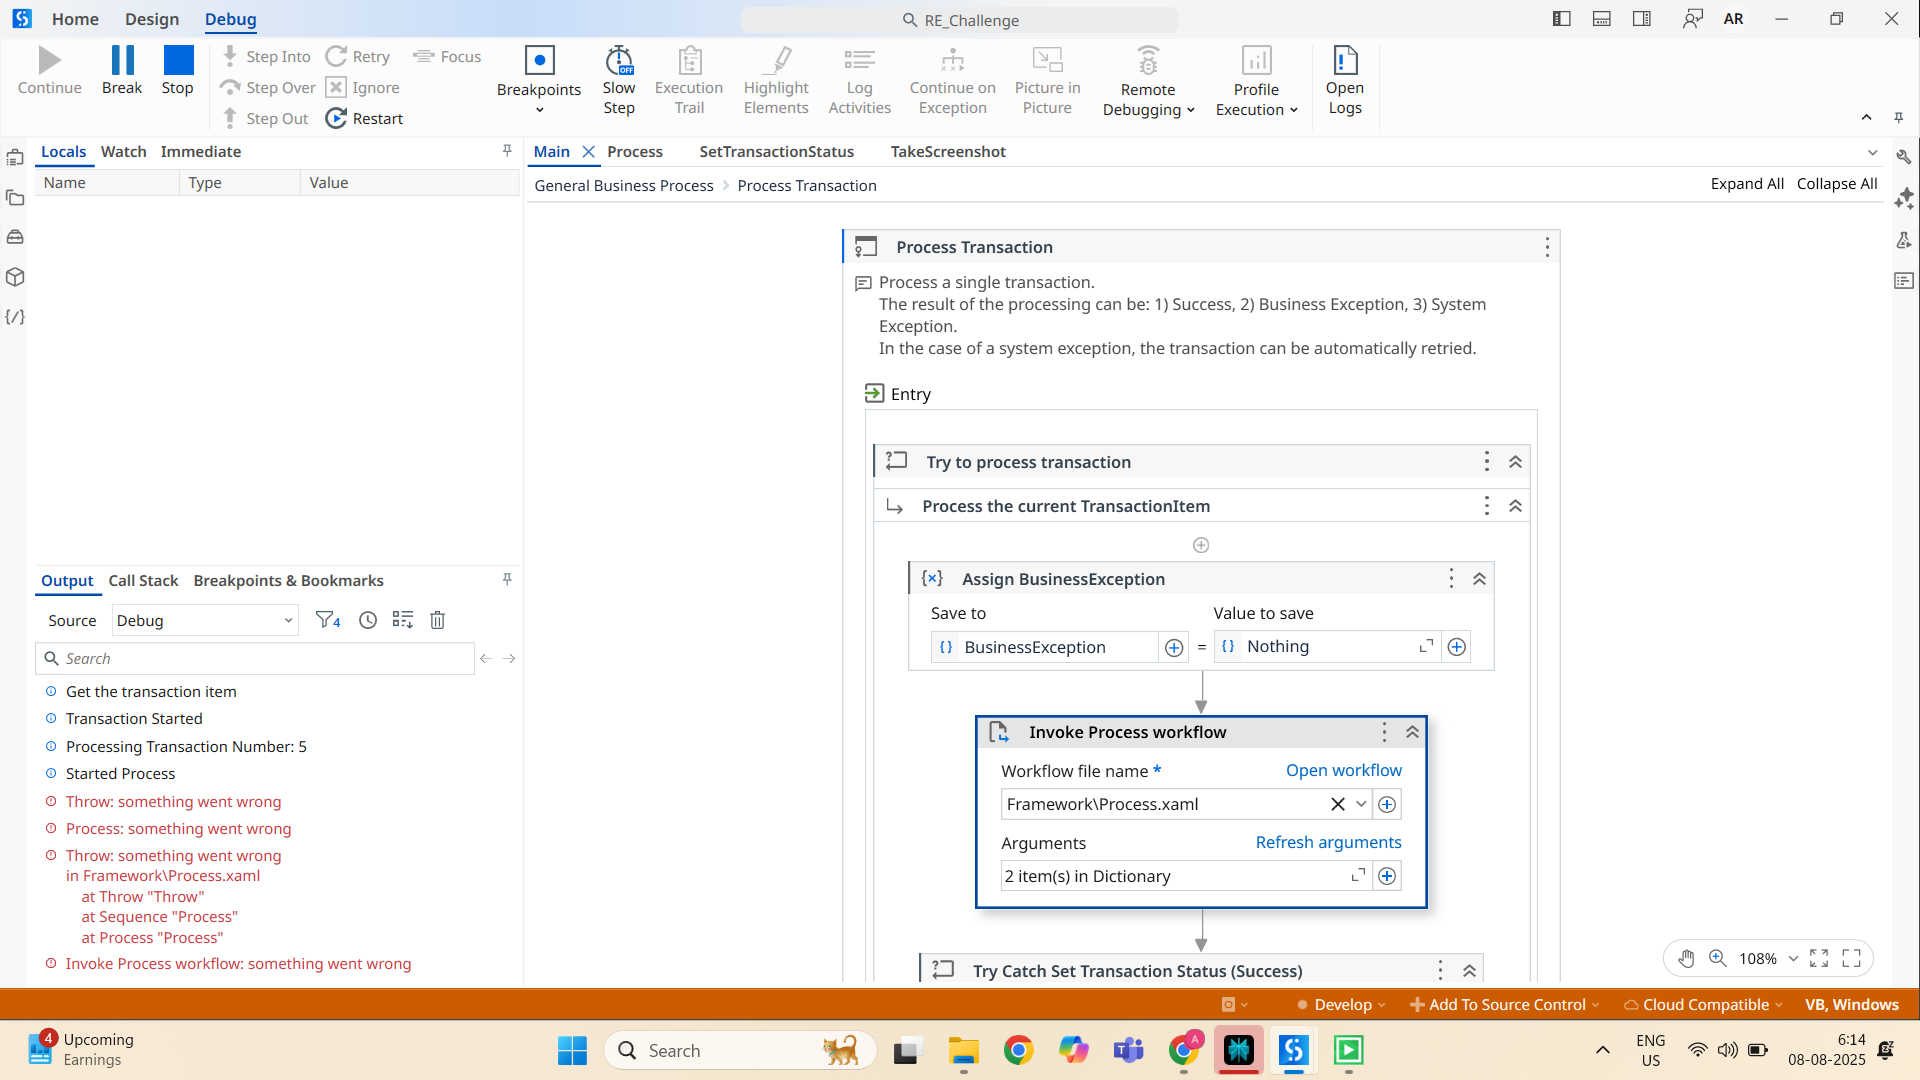 Home Design Debug
RE_Challenge
AR
Continue
Break
Stop
Step Into
Step Over
Step Out
Retry
Ignore
Restart
Focus
Breakpoints
OFF
Slow
Step
Execution
Trail
Highlight
Elements
Log
Activities
Continue on
Exception
Picture in
Picture
Remote
Debugging
Profile
Execution
Open
Logs
Locals Watch Immediate
Name Type Value
Main Process SetTransactionStatus TakeScreenshot
General Business Process > Process Transaction
Expand All Collapse All
Process Transaction
Process a single transaction.
The result of the processing can be: 1) Success, 2) Business Exception, 3) System
Exception.
In the case of a system exception, the transaction can be automatically retried.
Entry
Try to process transaction
Process the current TransactionItem
Assign BusinessException
Save to Value to save
BusinessException = Nothing
Invoke Process workflow
Workflow file name * Open workflow
Framework\Process.xaml
Arguments Refresh arguments
2 item(s) in Dictionary
Try Catch Set Transaction Status (Success)
108%
Output Call Stack Breakpoints & Bookmarks
Source Debug 4
Search
Get the transaction item
Transaction Started
Processing Transaction Number: 5
Started Process
Throw: something went wrong
Process: something went wrong
Throw: something went wrong
in Framework\Process.xaml
at Throw "Throw"
at Sequence "Process"
at Process "Process"
Invoke Process workflow: something went wrong
Develop Add To Source Control Cloud Compatible VB, Windows
4
Upcoming
Earnings
Search
A
ENG
US
6:14
08-08-2025